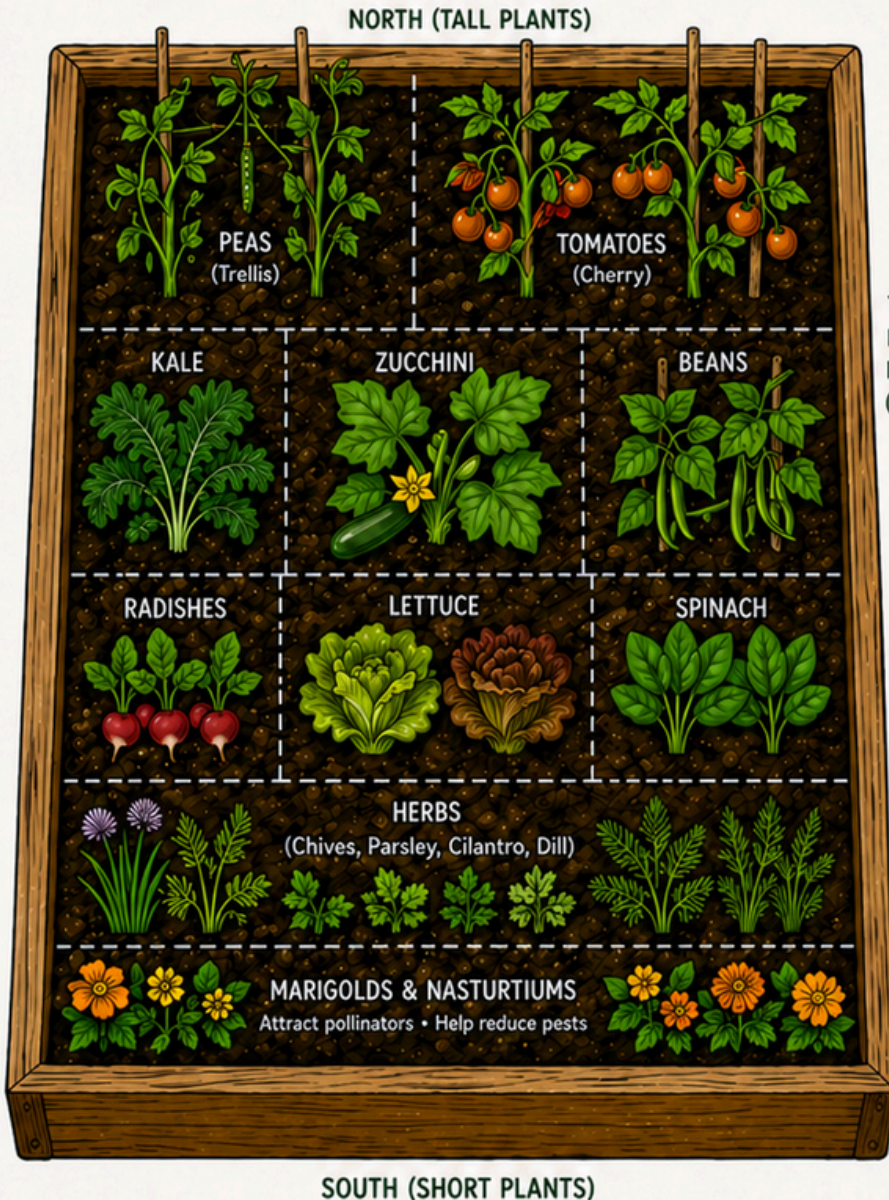 NORTH (TALL PLANTS)
PEAS
(Trellis)
TOMATOES
(Cherry)
KALE
ZUCCHINI
BEANS
RADISHES
LETTUCE
SPINACH
HERBS
(Chives, Parsley, Cilantro, Dill)
MARIGOLDS & NASTURTIUMS
Attract pollinators • Help reduce pests
SOUTH (SHORT PLANTS)